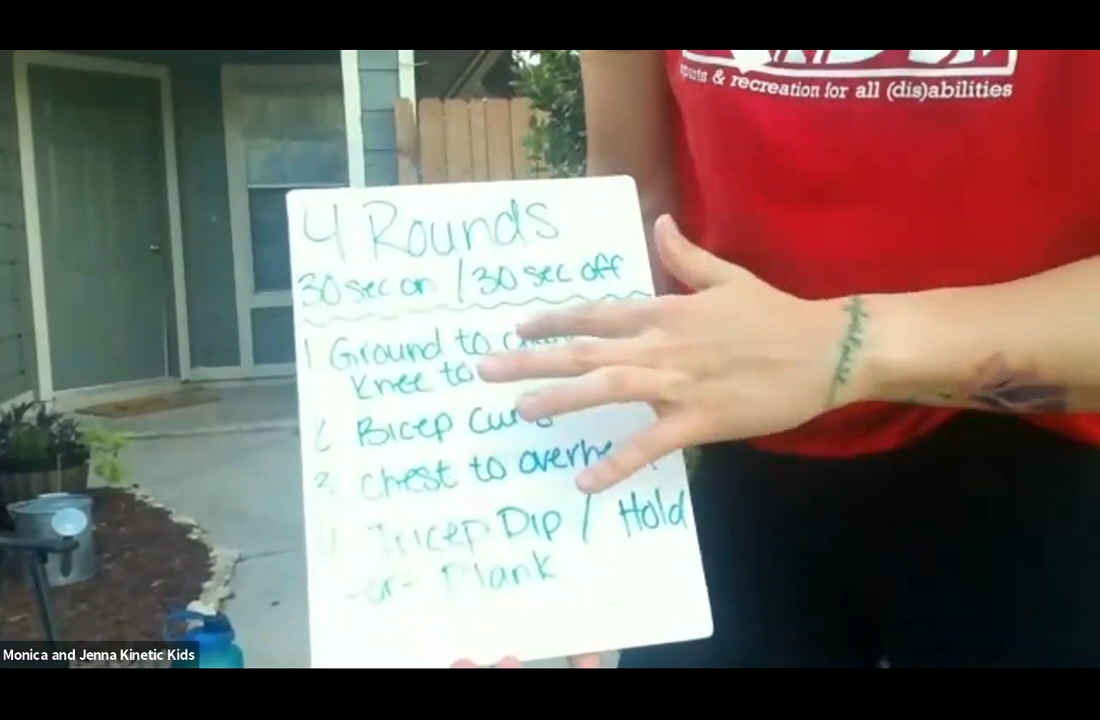 sports & recreation for all (dis)abilities
4 Rounds
30 sec on / 30 sec off
1 Ground to
Knee to
2 Bicep Curls
3 Chest to overhe
4 Tricep Dip / Hold
-or- Plank
Monica and Jenna Kinetic Kids